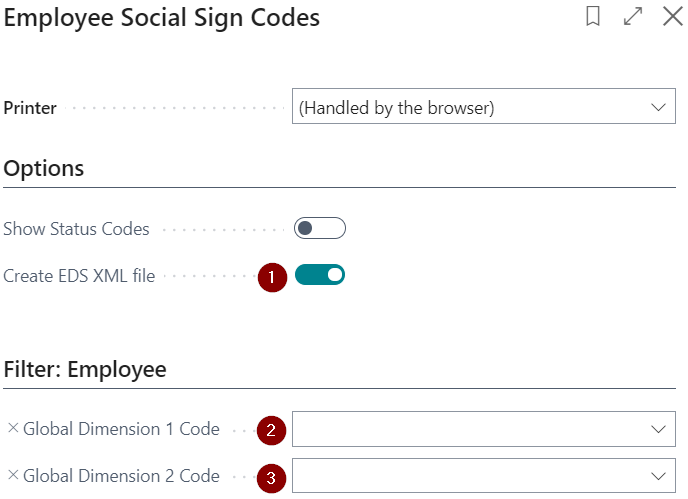 Employee Social Sign Codes
Printer (Handled by the browser)
Options
Show Status Codes
Create EDS XML file 1
Filter: Employee
× Global Dimension 1 Code 2
× Global Dimension 2 Code 3